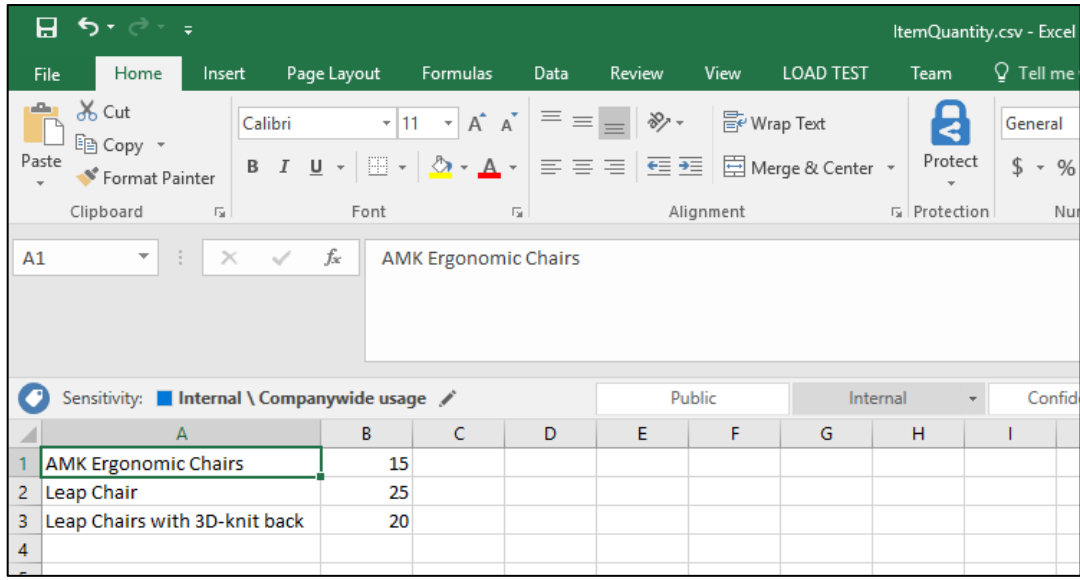 ItemQuantity.csv - Excel
File Home Insert Page Layout Formulas Data Review View LOAD TEST Team Tell me
Cut
Copy
Format Painter
Paste
Clipboard
Calibri 11 A A
B I U A
Font
Wrap Text
Merge & Center
Alignment
Protect
Protection
General
$ %
A1 fx AMK Ergonomic Chairs
Sensitivity: Internal \ Companywide usage Public Internal
A B C D E F G H I
1 AMK Ergonomic Chairs 15
2 Leap Chair 25
3 Leap Chairs with 3D-knit back 20
4